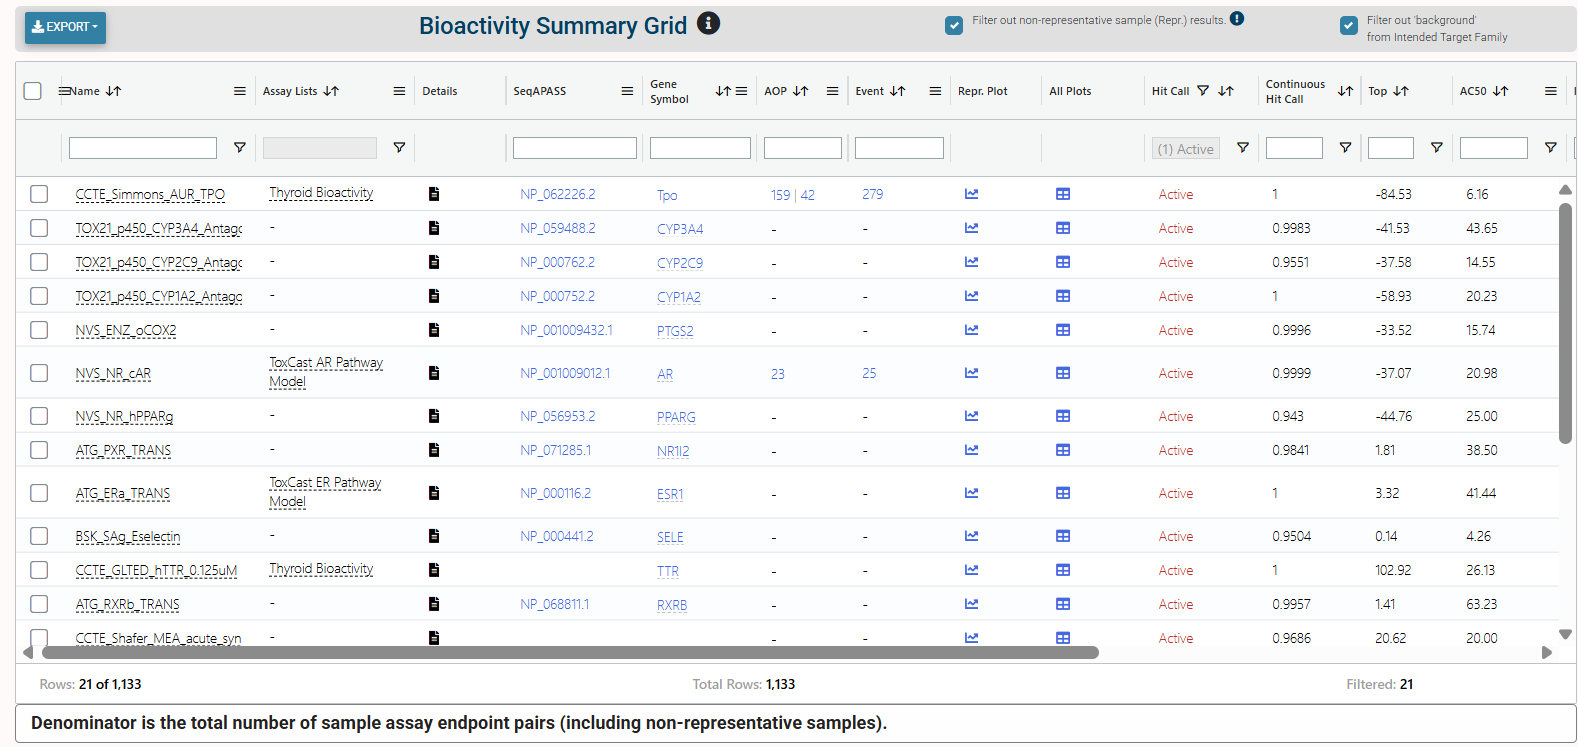 EXPORT
Bioactivity Summary Grid
Filter out non-representative sample (Repr.) results.
Filter out 'background'
from Intended Target Family
Name Assay Lists Details SeqAPASS Gene Symbol AOP Event Repr. Plot All Plots Hit Call Continuous Hit Call Top AC50
(1) Active
CCTE_Simmons_AUR_TPO Thyroid Bioactivity NP_062226.2 Tpo 159 | 42 279 Active 1 -84.53 6.16
TOX21_p450_CYP3A4_Antagc - NP_059488.2 CYP3A4 - - Active 0.9983 -41.53 43.65
TOX21_p450_CYP2C9_Antagc - NP_000762.2 CYP2C9 - - Active 0.9551 -37.58 14.55
TOX21_p450_CYP1A2_Antagc - NP_000752.2 CYP1A2 - - Active 1 -58.93 20.23
NVS_ENZ_oCOX2 - NP_001009432.1 PTGS2 - - Active 0.9996 -33.52 15.74
NVS_NR_cAR ToxCast AR Pathway Model NP_001009012.1 AR 23 25 Active 0.9999 -37.07 20.98
NVS_NR_hPPARg - NP_056953.2 PPARG - - Active 0.943 -44.76 25.00
ATG_PXR_TRANS - NP_071285.1 NR1I2 - - Active 0.9841 1.81 38.50
ATG_ERa_TRANS ToxCast ER Pathway Model NP_000116.2 ESR1 - - Active 1 3.32 41.44
BSK_SAg_Eselectin - NP_000441.2 SELE - - Active 0.9504 0.14 4.26
CCTE_GLTED_hTTR_0.125uM Thyroid Bioactivity TTR - - Active 1 102.92 26.13
ATG_RXRb_TRANS - NP_068811.1 RXRB - - Active 0.9957 1.41 63.23
CCTE_Shafer_MEA_acute_syn - - - Active 0.9686 20.62 20.00
Rows: 21 of 1,133 Total Rows: 1,133 Filtered: 21
Denominator is the total number of sample assay endpoint pairs (including non-representative samples).